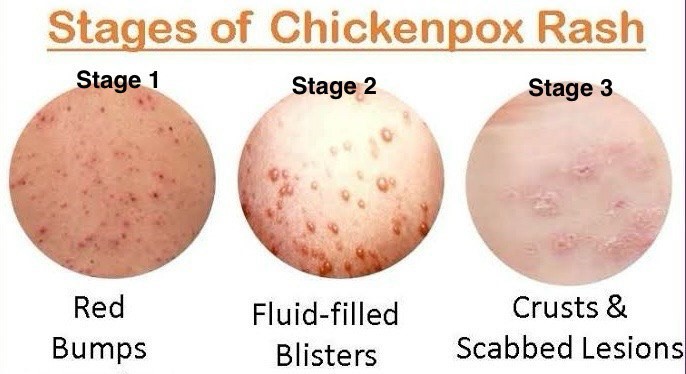 Stages of Chickenpox Rash
Stage 1
Stage 2
Stage 3
Red
Bumps
Fluid-filled
Blisters
Crusts &
Scabbed Lesions